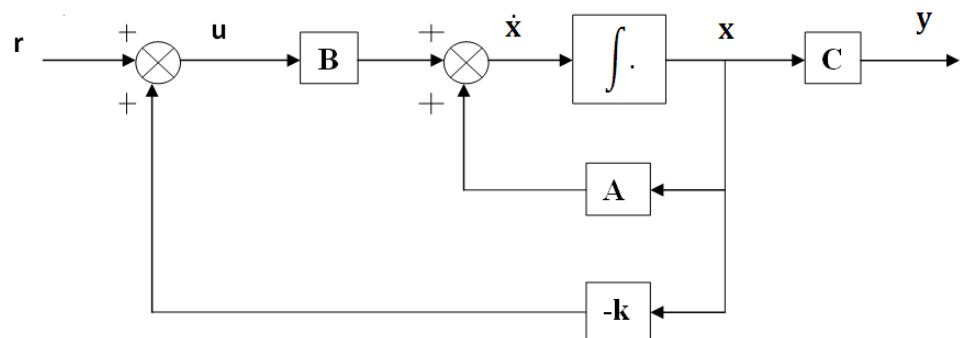 r + u B + ẋ ∫ . x C y
+ +
A
-k